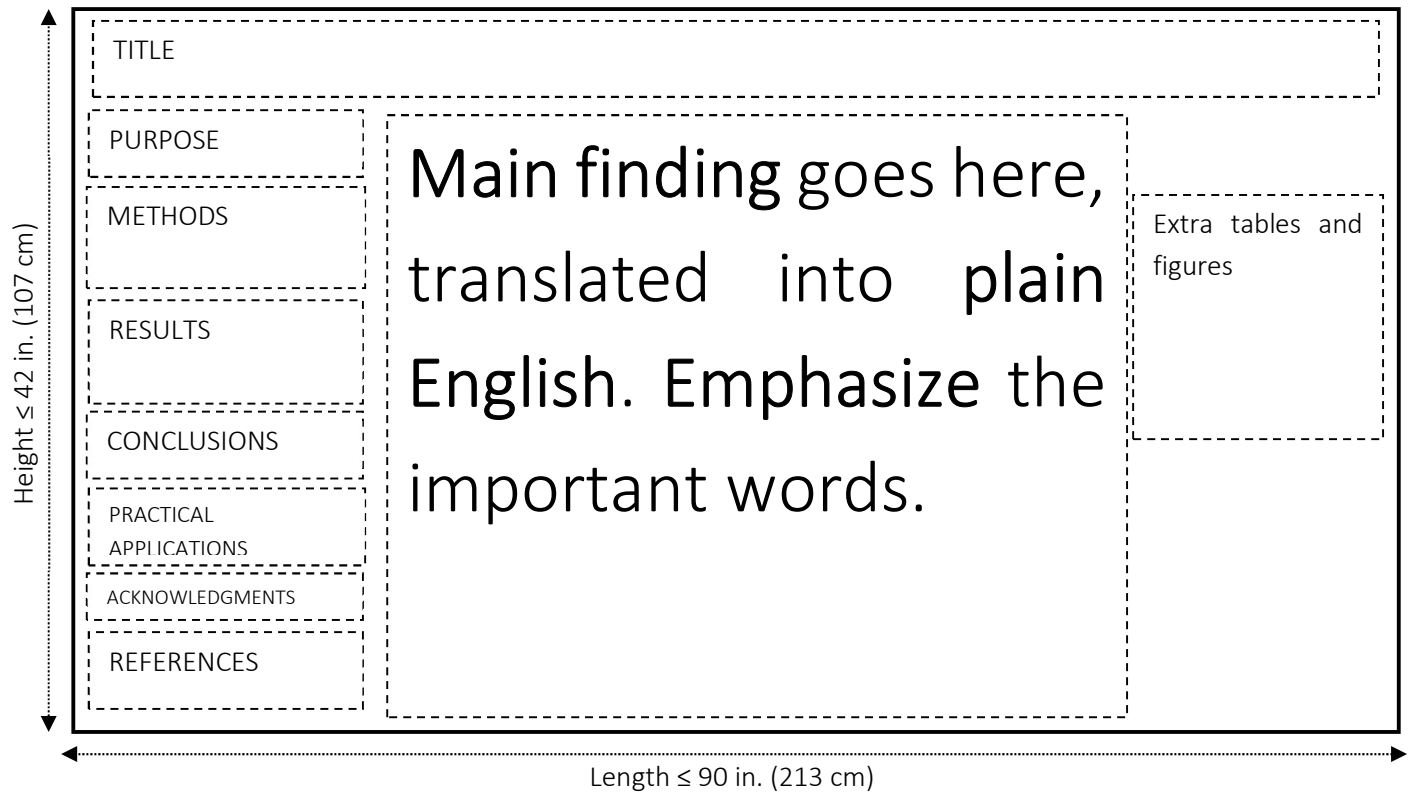 TITLE
PURPOSE
METHODS
RESULTS
CONCLUSIONS
PRACTICAL
APPLICATIONS
ACKNOWLEDGMENTS
REFERENCES
Main finding goes here,
translated into plain
English. Emphasize the
important words.
Extra tables and
figures
Height ≤ 42 in. (107 cm)
Length ≤ 90 in. (213 cm)